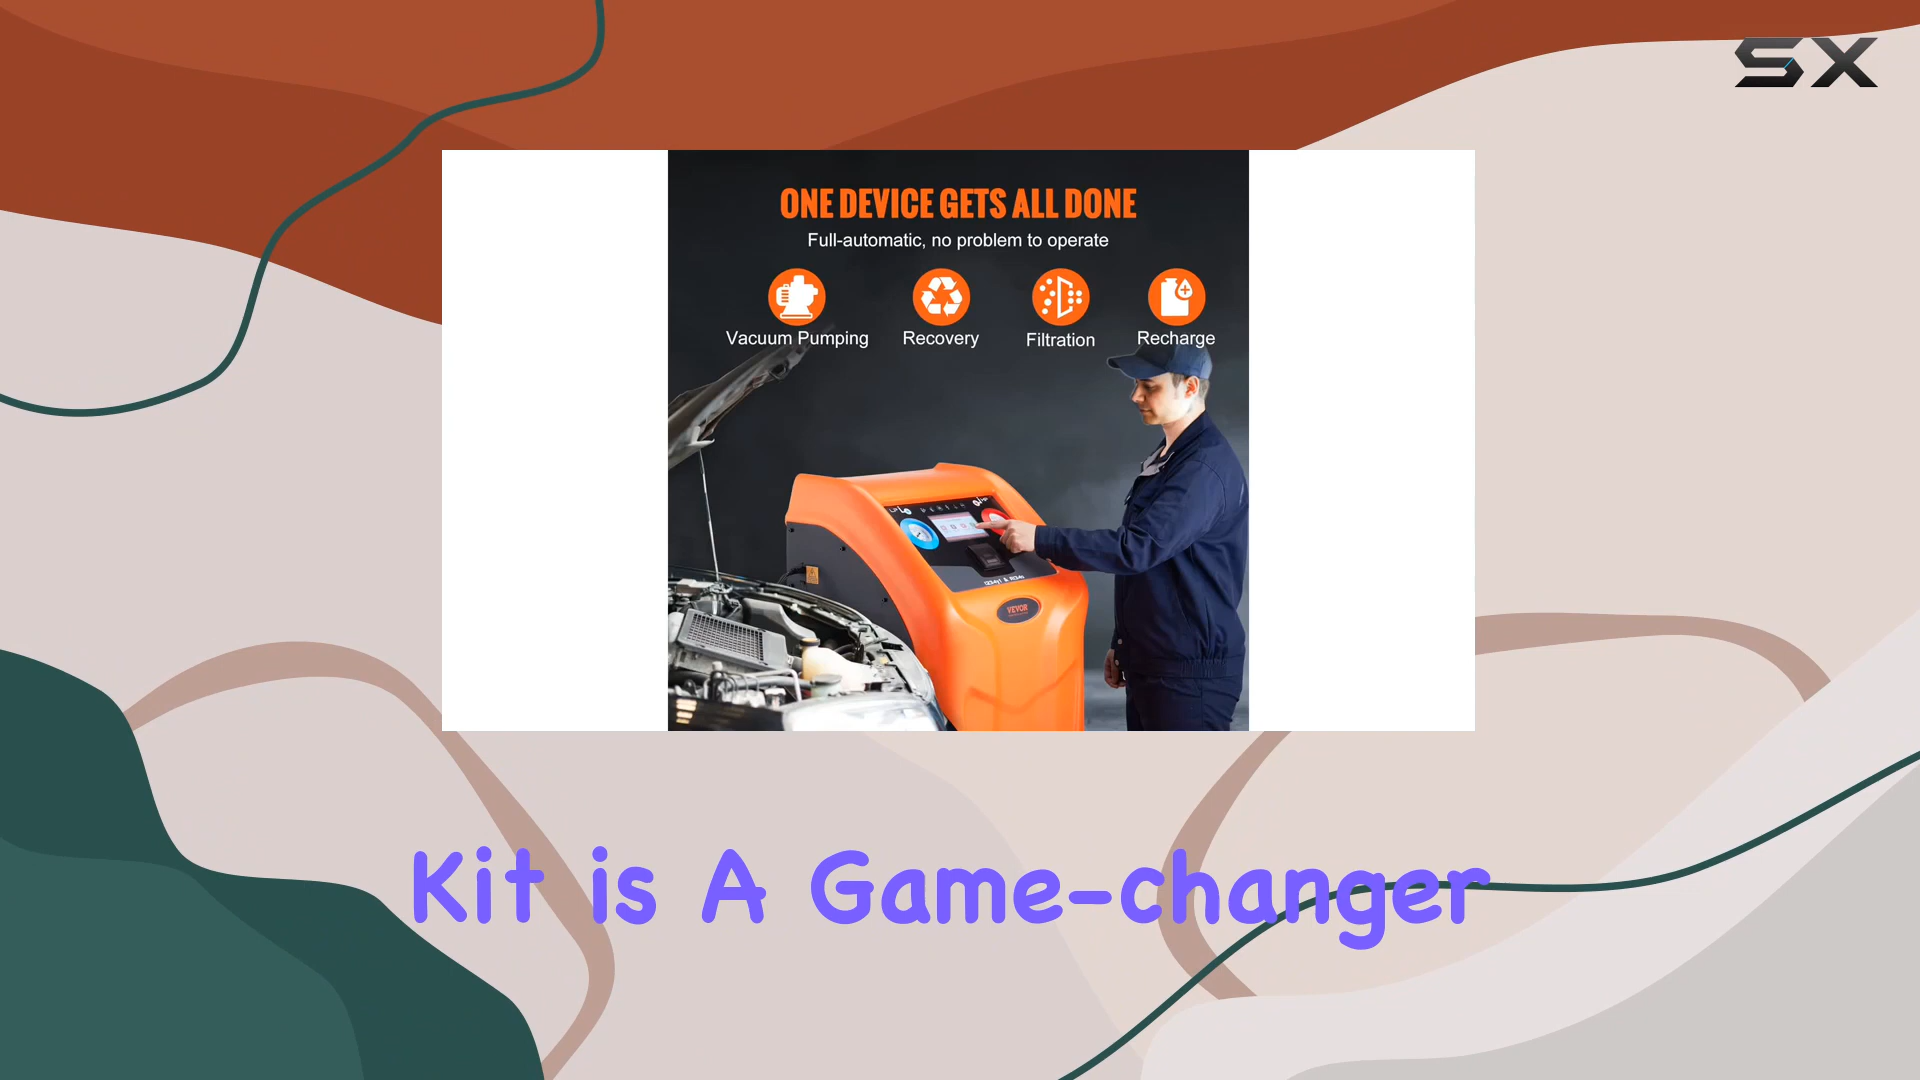 SX
ONE DEVICE GETS ALL DONE
Full-automatic, no problem to operate
Vacuum Pumping Recovery Filtration Recharge
VEVOR
Kit is A Game-changer